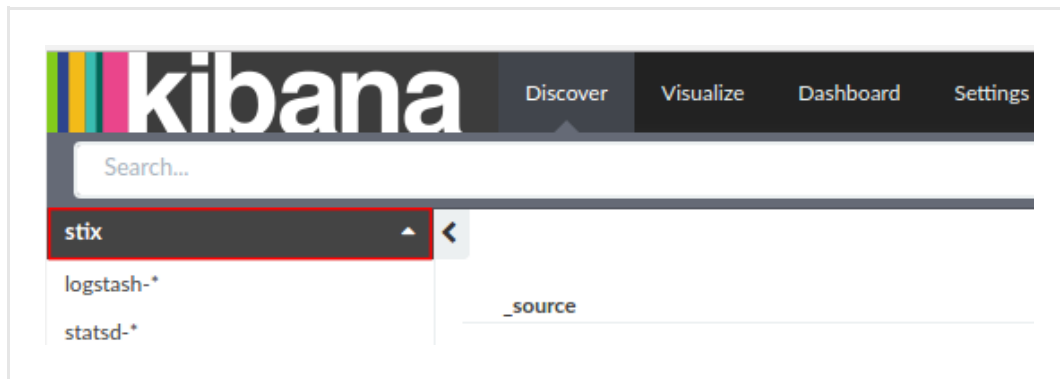 kibana Discover Visualize Dashboard Settings
Search...
stix
logstash-*
_source
statsd-*